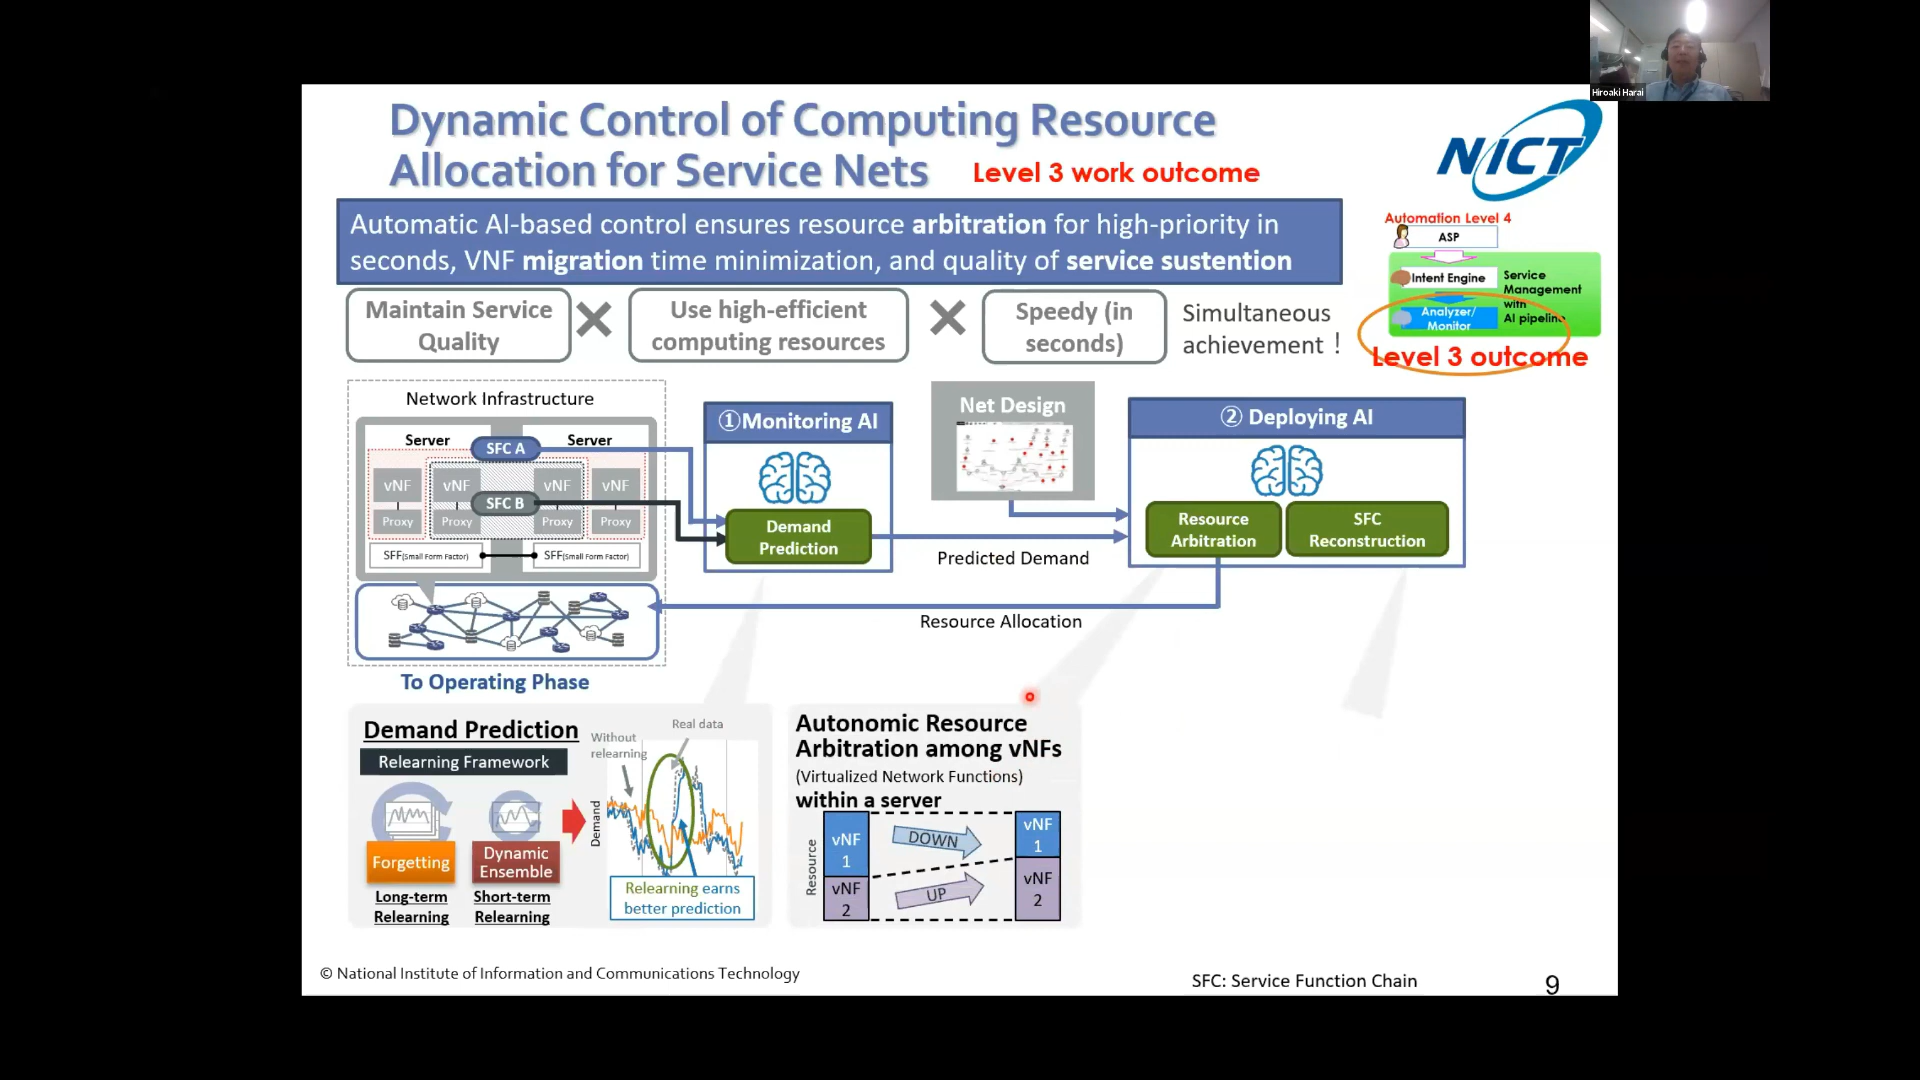 Hiroaki Harai
Dynamic Control of Computing Resource
Allocation for Service Nets
Level 3 work outcome
NICT
Automatic AI-based control ensures resource arbitration for high-priority in
seconds, VNF migration time minimization, and quality of service sustention
Automation Level 4
ASP
Intent Engine
Analyzer/
Monitor
Service
Management
with
AI pipeline
Level 3 outcome
Maintain Service
Quality
Use high-efficient
computing resources
Speedy (in
seconds)
Simultaneous
achievement !
Network Infrastructure
Server
Server
SFC A
vNF
vNF
vNF
vNF
SFC B
Proxy
Proxy
Proxy
Proxy
SFF(Small Form Factor)
SFF(Small Form Factor)
To Operating Phase
①Monitoring AI
Demand
Prediction
Net Design
Predicted Demand
② Deploying AI
Resource
Arbitration
SFC
Reconstruction
Resource Allocation
Demand Prediction
Relearning Framework
Forgetting
Long-term
Relearning
Dynamic
Ensemble
Short-term
Relearning
Real data
Without
relearning
Demand
Relearning earns
better prediction
Autonomic Resource
Arbitration among vNFs
(Virtualized Network Functions)
within a server
Resource
vNF
1
vNF
2
DOWN
UP
vNF
1
vNF
2
© National Institute of Information and Communications Technology
SFC: Service Function Chain
9